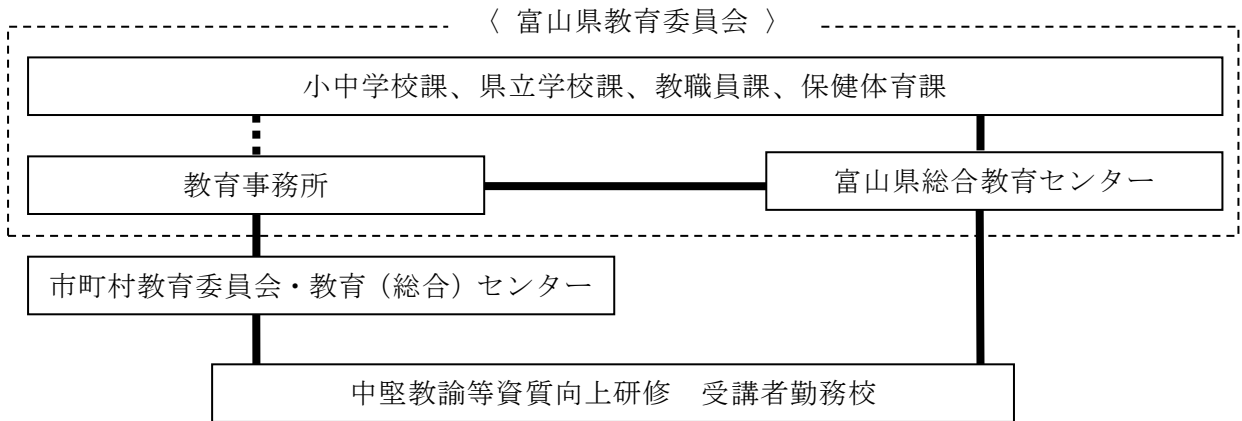 〈 富山県教育委員会 〉
小中学校課、県立学校課、教職員課、保健体育課
教育事務所
富山県総合教育センター
市町村教育委員会・教育（総合）センター
中堅教諭等資質向上研修　受講者勤務校